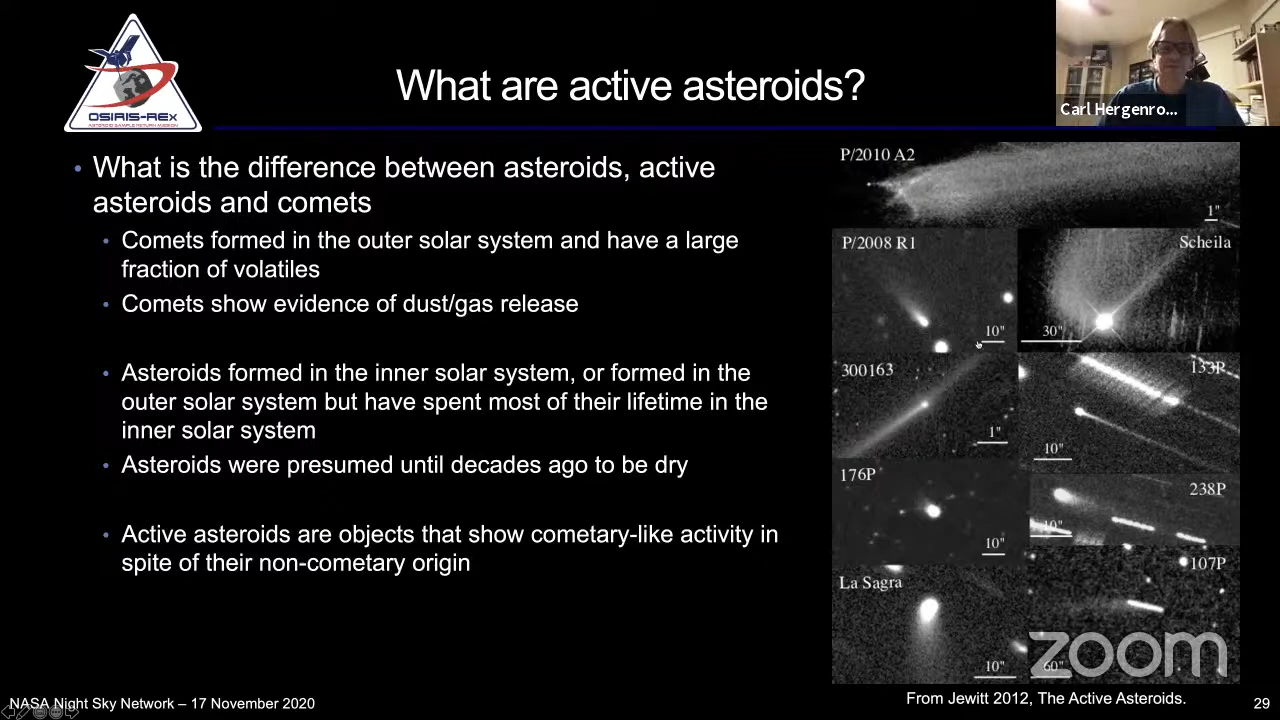 What are active asteroids?
OSIRIS-REx
ASTEROID SAMPLE RETURN MISSION
Carl Hergenro...
• What is the difference between asteroids, active
asteroids and comets
• Comets formed in the outer solar system and have a large
fraction of volatiles
• Comets show evidence of dust/gas release
• Asteroids formed in the inner solar system, or formed in the
outer solar system but have spent most of their lifetime in the
inner solar system
• Asteroids were presumed until decades ago to be dry
• Active asteroids are objects that show cometary-like activity in
spite of their non-cometary origin
P/2010 A2
1"
P/2008 R1
10"
Scheila
30"
300163
1"
133P
10"
176P
10"
238P
10"
La Sagra
10"
107P
60"
zoom
From Jewitt 2012, The Active Asteroids.
NASA Night Sky Network – 17 November 2020
29